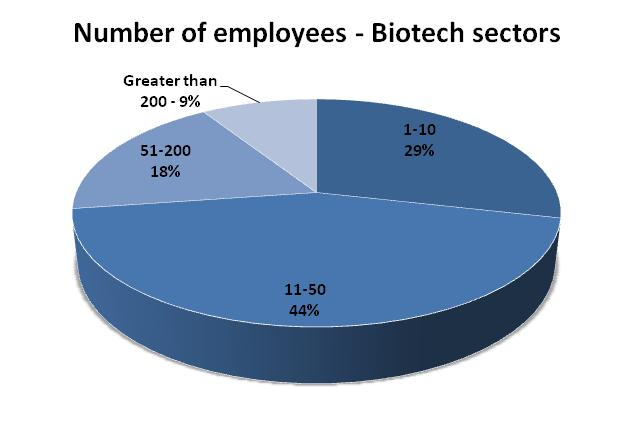 Number of employees - Biotech sectors
Greater than
200 - 9%
1-10
29%
51-200
18%
11-50
44%